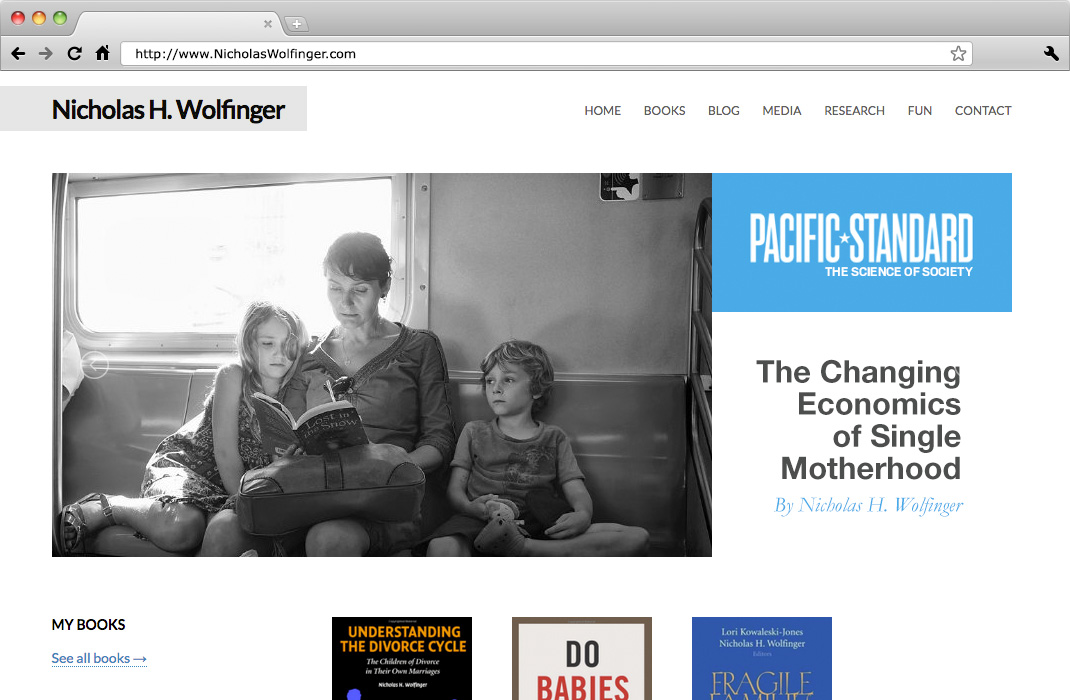 http://www.NicholasWolfinger.com
Nicholas H. Wolfinger
HOME BOOKS BLOG MEDIA RESEARCH FUN CONTACT
PACIFIC★STANDARD
THE SCIENCE OF SOCIETY
Lost in
the Snow
The Changing
Economics
of Single
Motherhood
By Nicholas H. Wolfinger
MY BOOKS
See all books →
UNDERSTANDING
THE DIVORCE CYCLE
The Children of Divorce
in Their Own Marriages
Nicholas H. Wolfinger
DO
BABIES
Lori Kowaleski-Jones
Nicholas H. Wolfinger
Editors
FRAGILE
FAMILIES